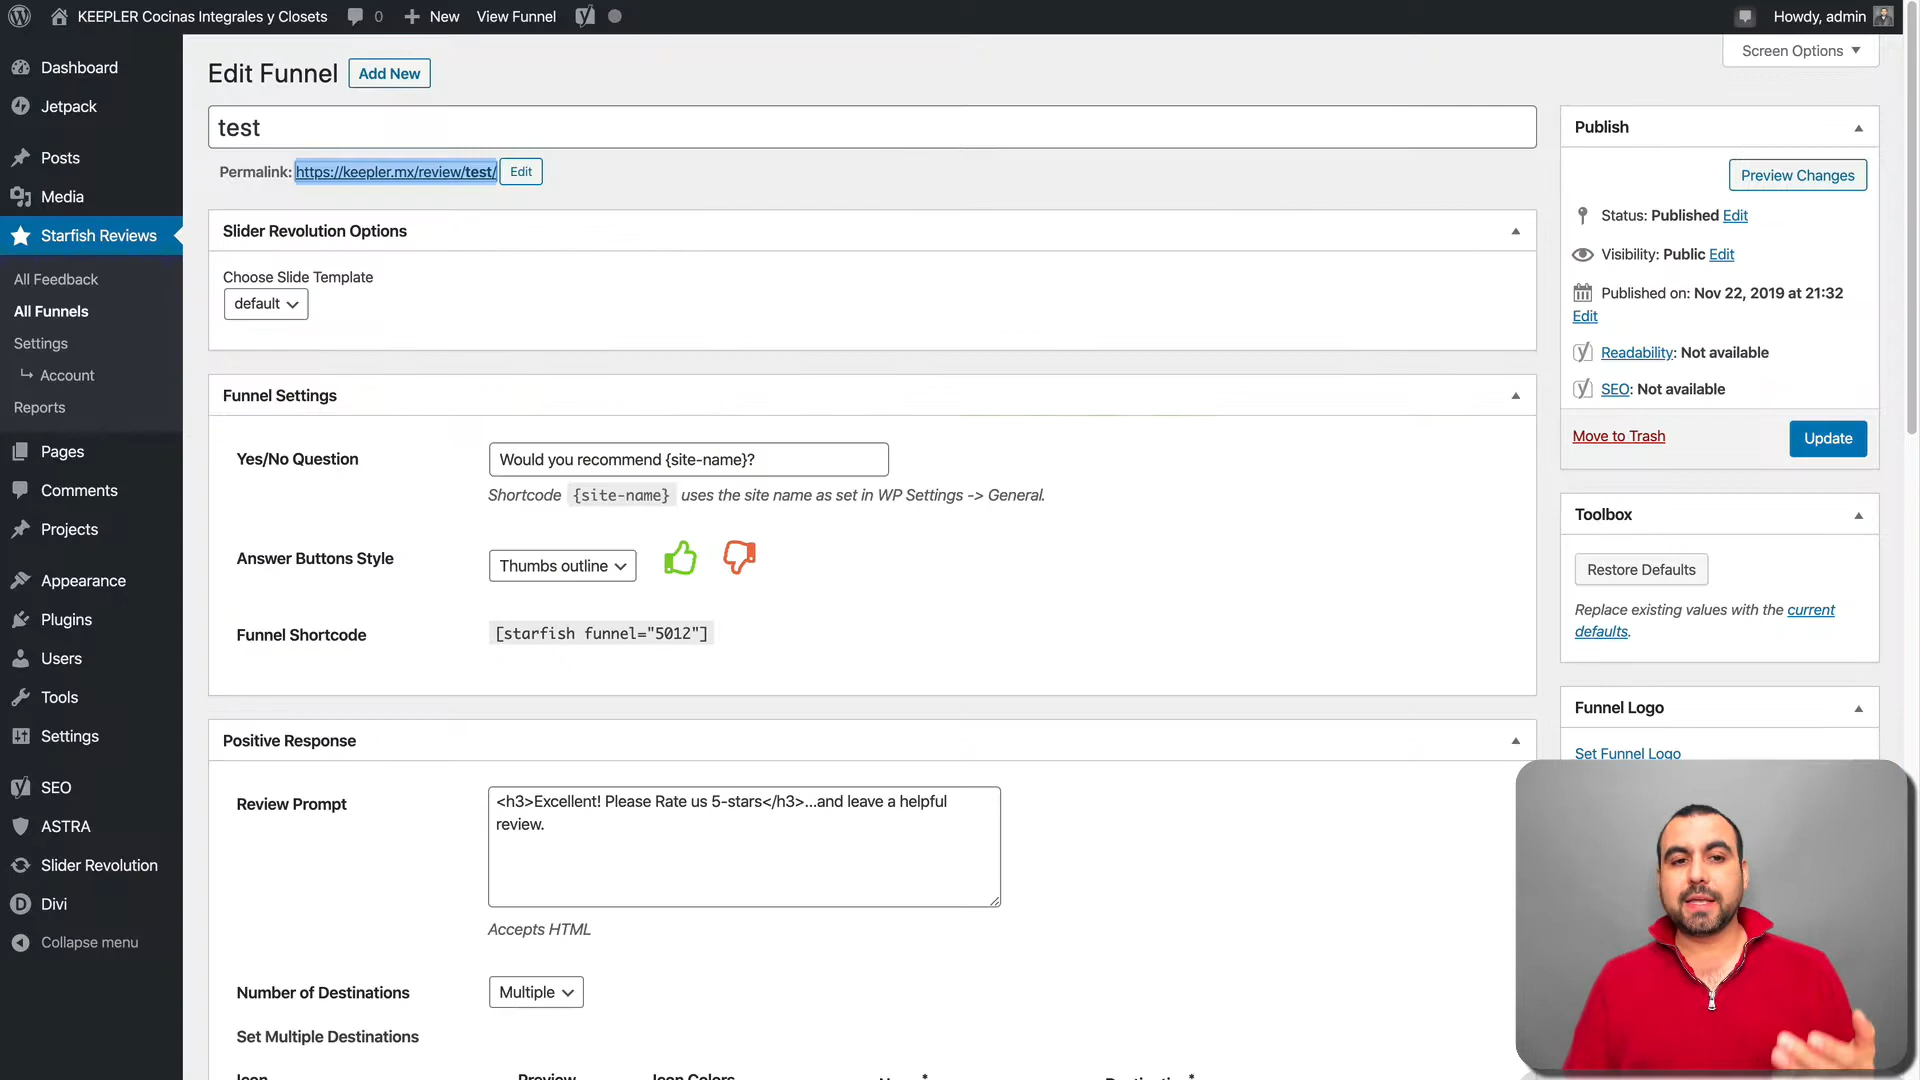 KEEPLER Cocinas Integrales y Closets
0
New
View Funnel
Howdy, admin
Screen Options
Dashboard
Jetpack
Posts
Media
Starfish Reviews
All Feedback
All Funnels
Settings
Account
Reports
Pages
Comments
Projects
Appearance
Plugins
Users
Tools
Settings
SEO
ASTRA
Slider Revolution
Divi
Collapse menu
Edit Funnel
Add New
test
Permalink: https://keepler.mx/review/test/ Edit
Slider Revolution Options
Choose Slide Template
default
Funnel Settings
Yes/No Question
Would you recommend {site-name}?
Shortcode {site-name} uses the site name as set in WP Settings -> General.
Answer Buttons Style
Thumbs outline
Funnel Shortcode
[starfish funnel="5012"]
Positive Response
Review Prompt
<h3>Excellent! Please Rate us 5-stars</h3>...and leave a helpful
review.
Accepts HTML
Number of Destinations
Multiple
Set Multiple Destinations
Icon
Preview
Icon Colors
Publish
Preview Changes
Status: Published Edit
Visibility: Public Edit
Published on: Nov 22, 2019 at 21:32
Edit
Readability: Not available
SEO: Not available
Move to Trash
Update
Toolbox
Restore Defaults
Replace existing values with the current
defaults.
Funnel Logo
Set Funnel Logo